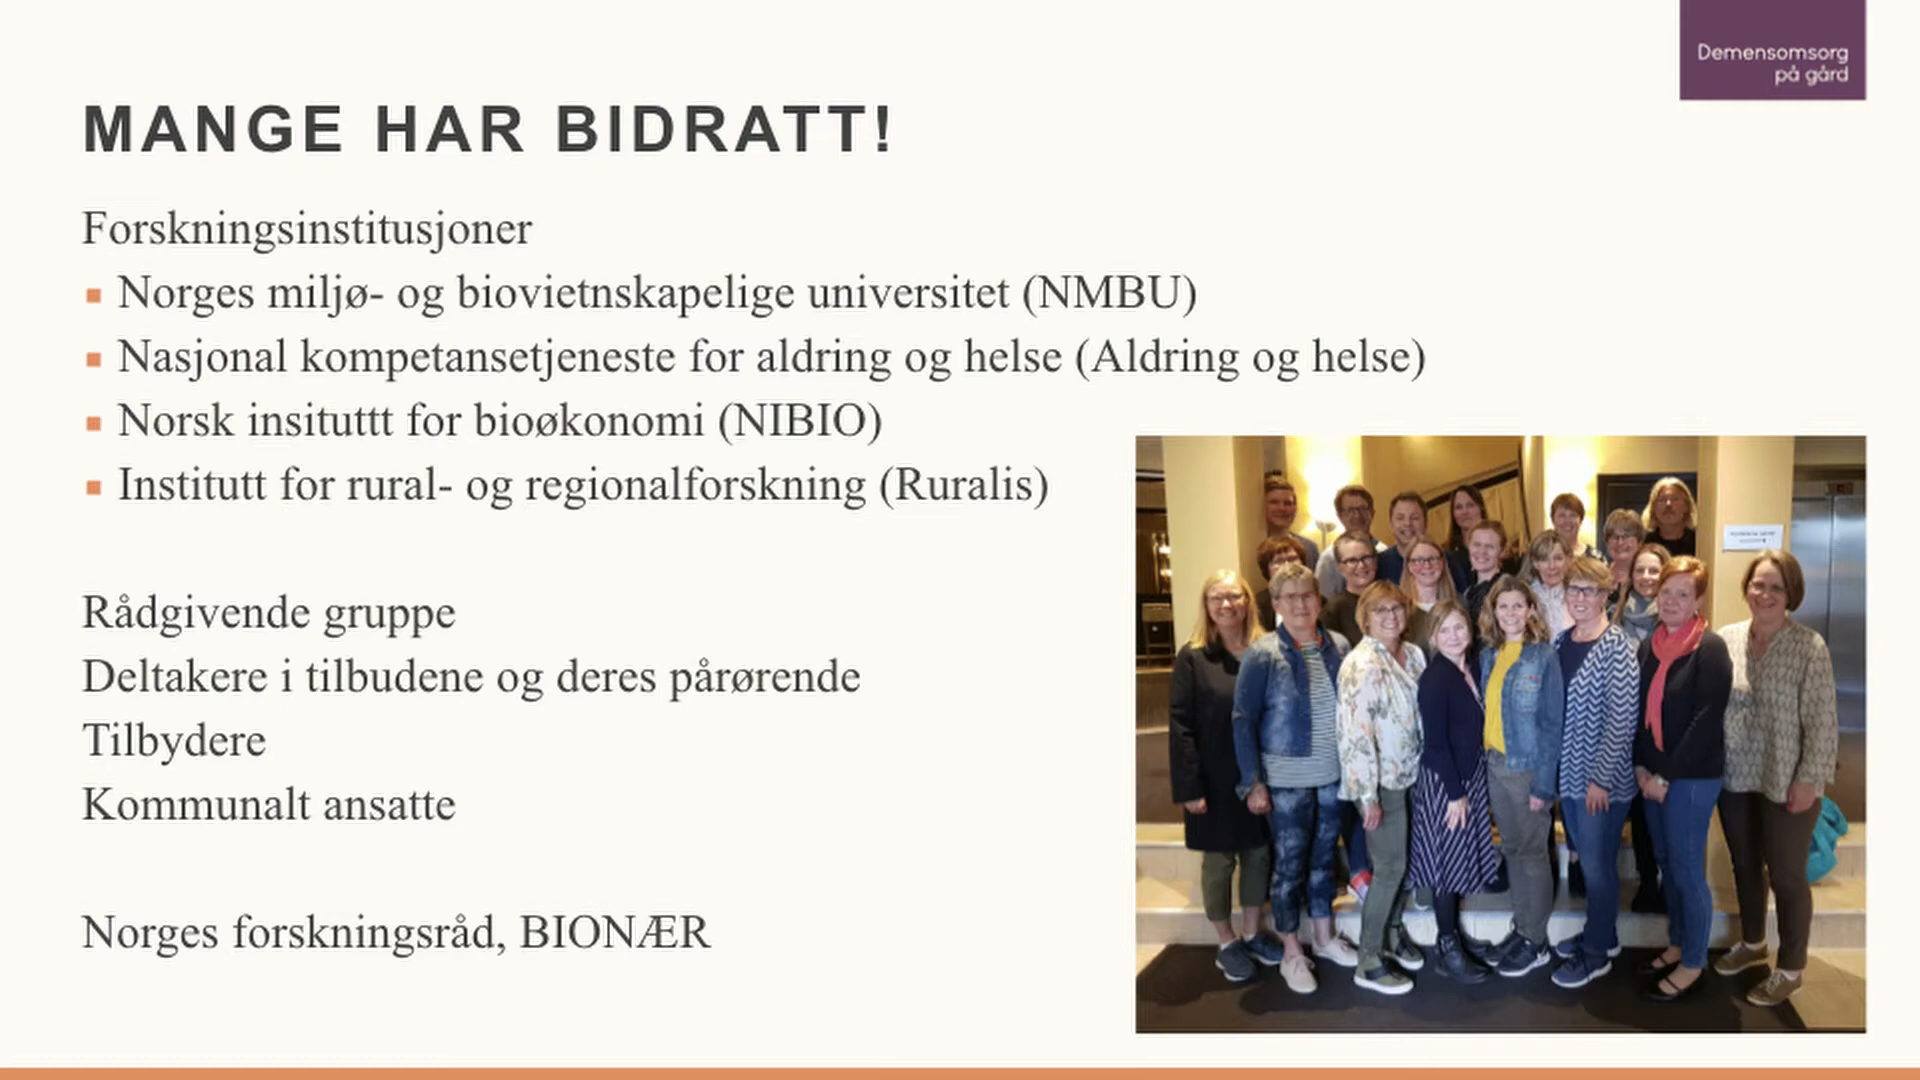 Demensomsorg
på gård
MANGE HAR BIDRATT!
Forskningsinstitusjoner
Norges miljø- og biovietnskapelige universitet (NMBU)
Nasjonal kompetansetjeneste for aldring og helse (Aldring og helse)
Norsk insituttt for bioøkonomi (NIBIO)
Institutt for rural- og regionalforskning (Ruralis)
Rådgivende gruppe
Deltakere i tilbudene og deres pårørende
Tilbydere
Kommunalt ansatte
Norges forskningsråd, BIONÆR